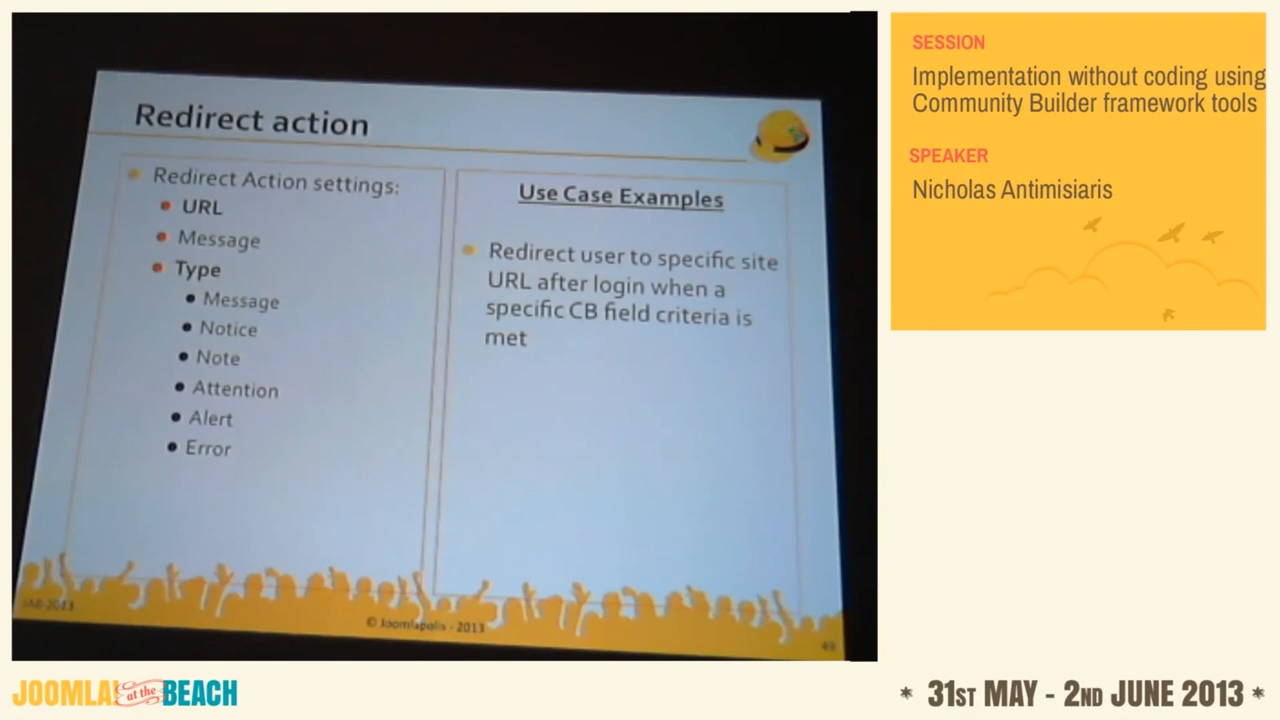 Redirect action
Redirect Action settings:
URL
Message
Type
Message
Notice
Note
Attention
Alert
Error
Use Case Examples
Redirect user to specific site
URL after login when a
specific CB field criteria is
met
© Joomlapolis - 2013
49
SESSION
Implementation without coding using
Community Builder framework tools
SPEAKER
Nicholas Antimisiaris
JOOMLA! at the BEACH
* 31ST MAY - 2ND JUNE 2013 *